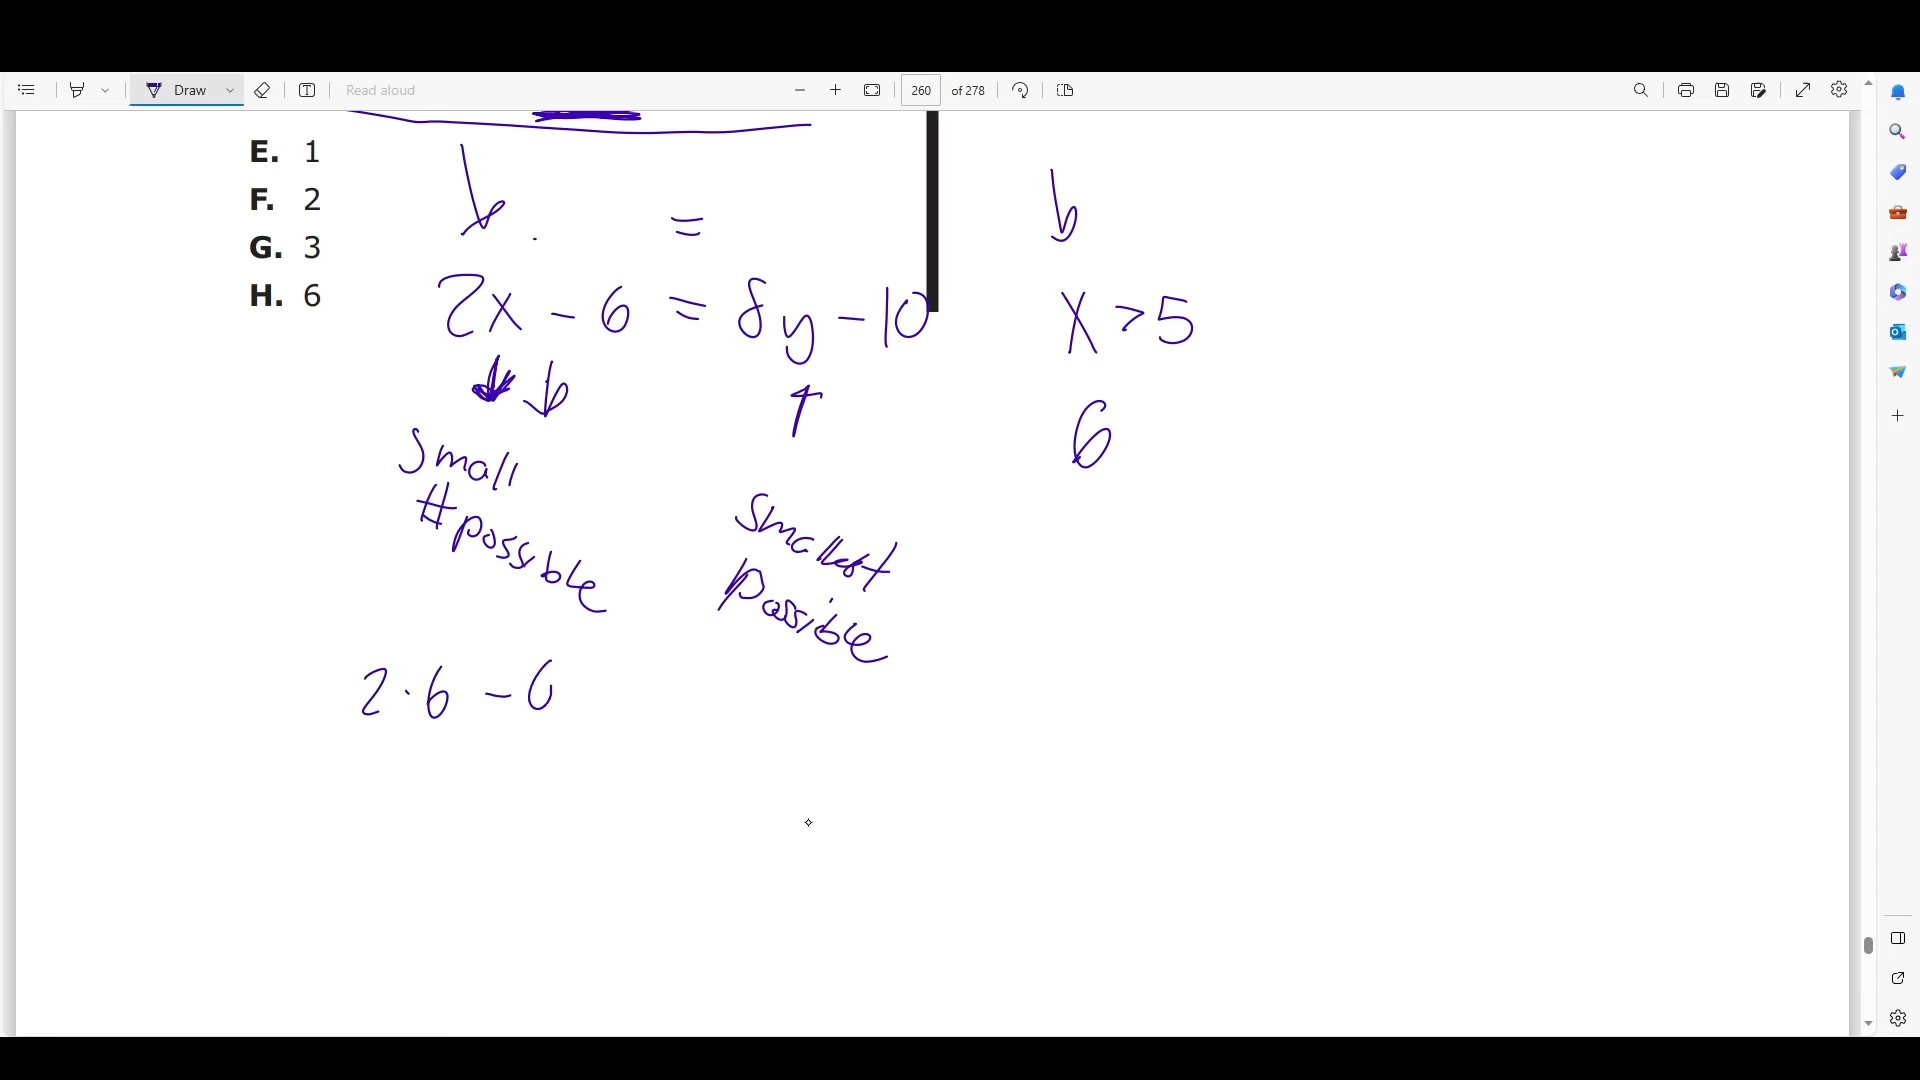 Draw Read aloud 260 of 278
E. 1
F. 2
G. 3
H. 6
=
2x - 6 = 8y - 10
x > 5
6
Small
# possible
Smallest
possible
2 · 6 - 6